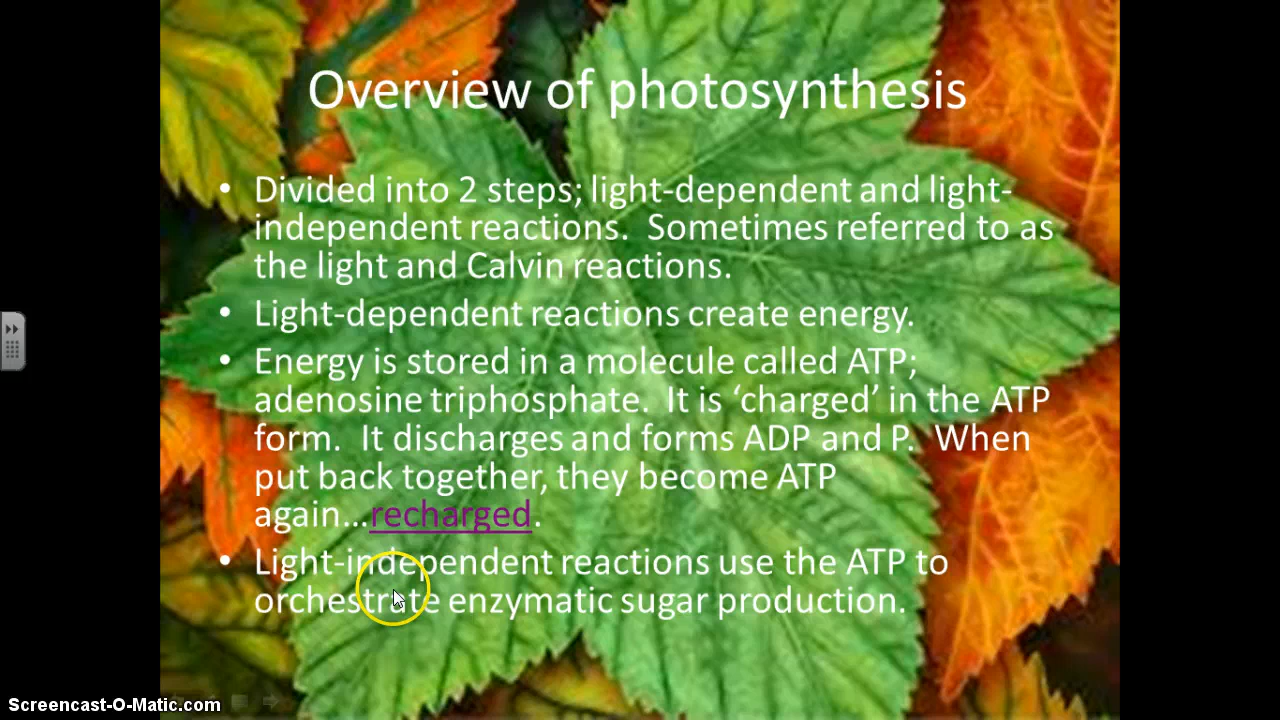 Overview of photosynthesis
• Divided into 2 steps; light-dependent and light-
independent reactions.  Sometimes referred to as
the light and Calvin reactions.
• Light-dependent reactions create energy.
• Energy is stored in a molecule called ATP;
adenosine triphosphate.  It is ‘charged’ in the ATP
form.  It discharges and forms ADP and P.  When
put back together, they become ATP
again…recharged.
• Light-independent reactions use the ATP to
orchestrate enzymatic sugar production.
Screencast-O-Matic.com